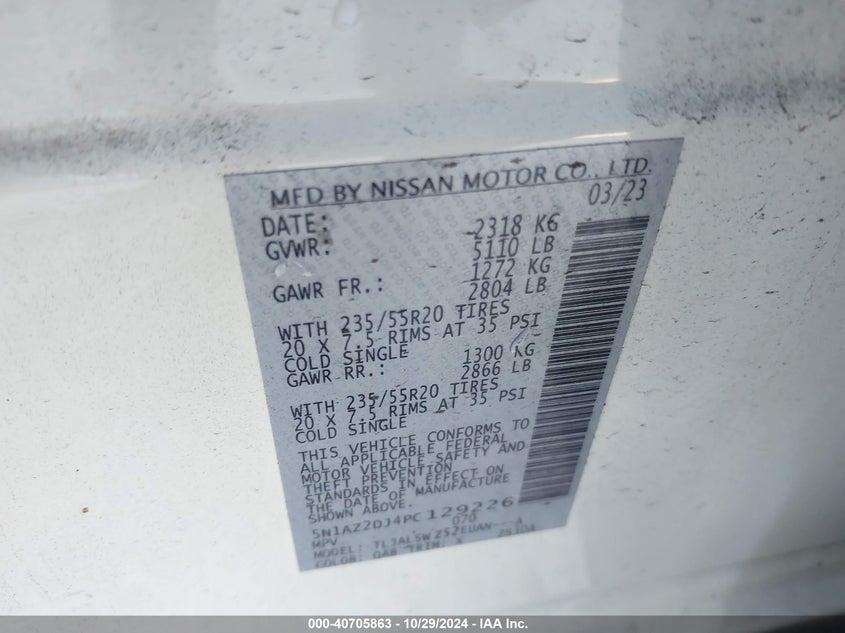 MFD BY NISSAN MOTOR CO., LTD.
DATE: 03/23
GVWR: 2318 KG
5110 LB
GAWR FR.: 1272 KG
2804 LB
WITH 235/55R20 TIRES
20 X 7.5 RIMS AT 35 PSI
COLD SINGLE
GAWR RR.: 1300 KG
2866 LB
WITH 235/55R20 TIRES
20 X 7.5 RIMS AT 35 PSI
COLD SINGLE
THIS VEHICLE CONFORMS TO
ALL APPLICABLE FEDERAL
MOTOR VEHICLE SAFETY AND
THEFT PREVENTION
STANDARDS IN EFFECT ON
THE DATE OF MANUFACTURE
SHOWN ABOVE.
5N1AZ2DJ4PC129226
MPV 070
MODEL:
COLOR: QAB TRIM:
000-40705863 - 10/29/2024 - IAA Inc.